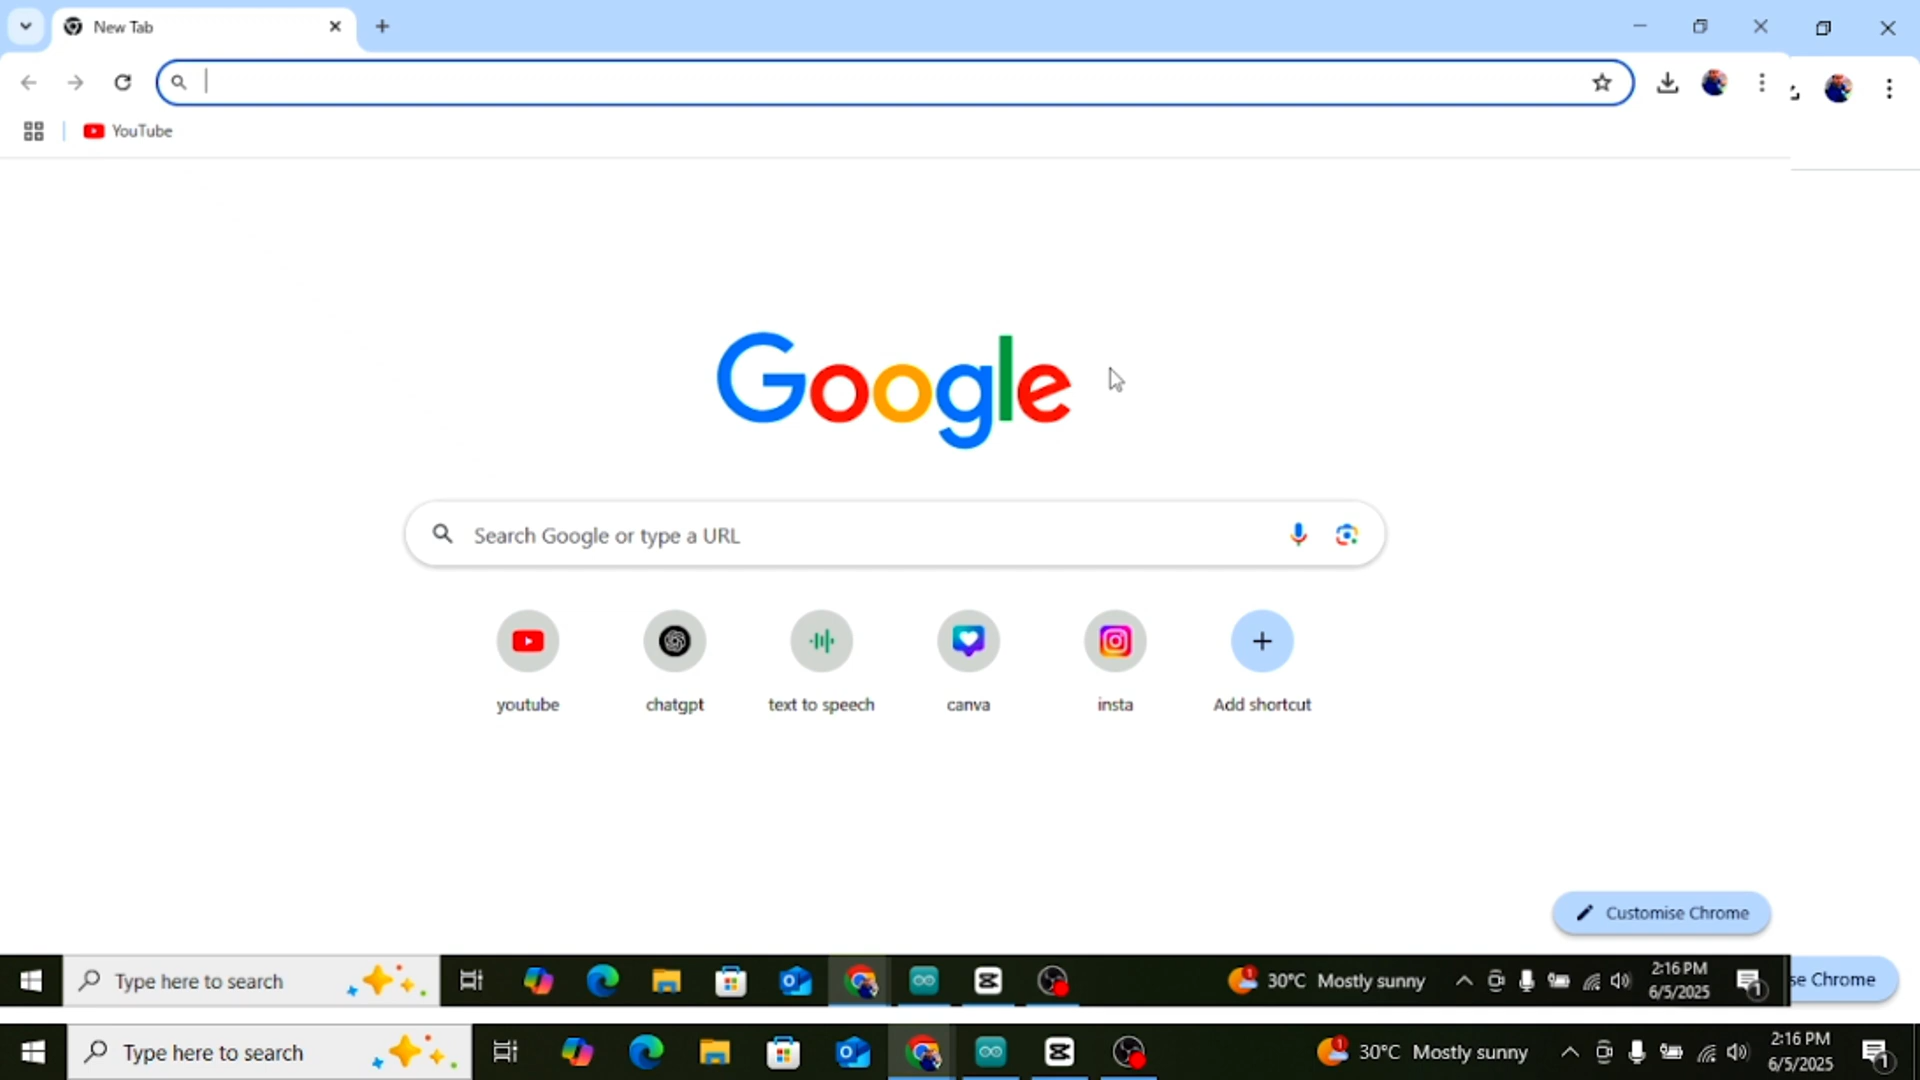 New Tab
YouTube
Google
Search Google or type a URL
youtube
chatgpt
text to speech
canva
insta
Add shortcut
Customise Chrome
Type here to search
30°C Mostly sunny
2:16 PM
6/5/2025
1
se Chrome
Type here to search
30°C Mostly sunny
2:16 PM
6/5/2025
1